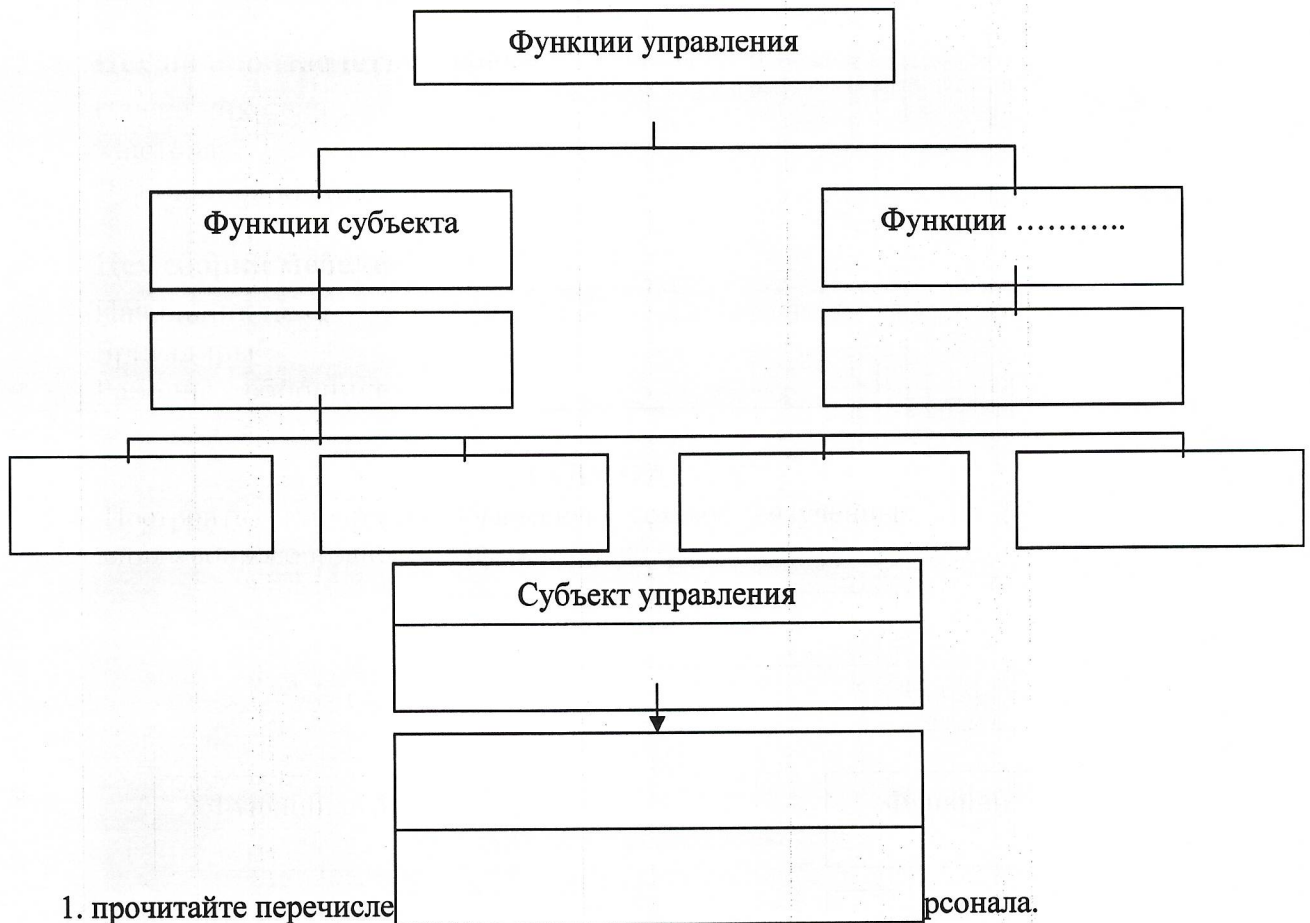 Функции управления
Функции субъекта
Функции ………..
Субъект управления
1. прочитайте перечисле
рсонала.